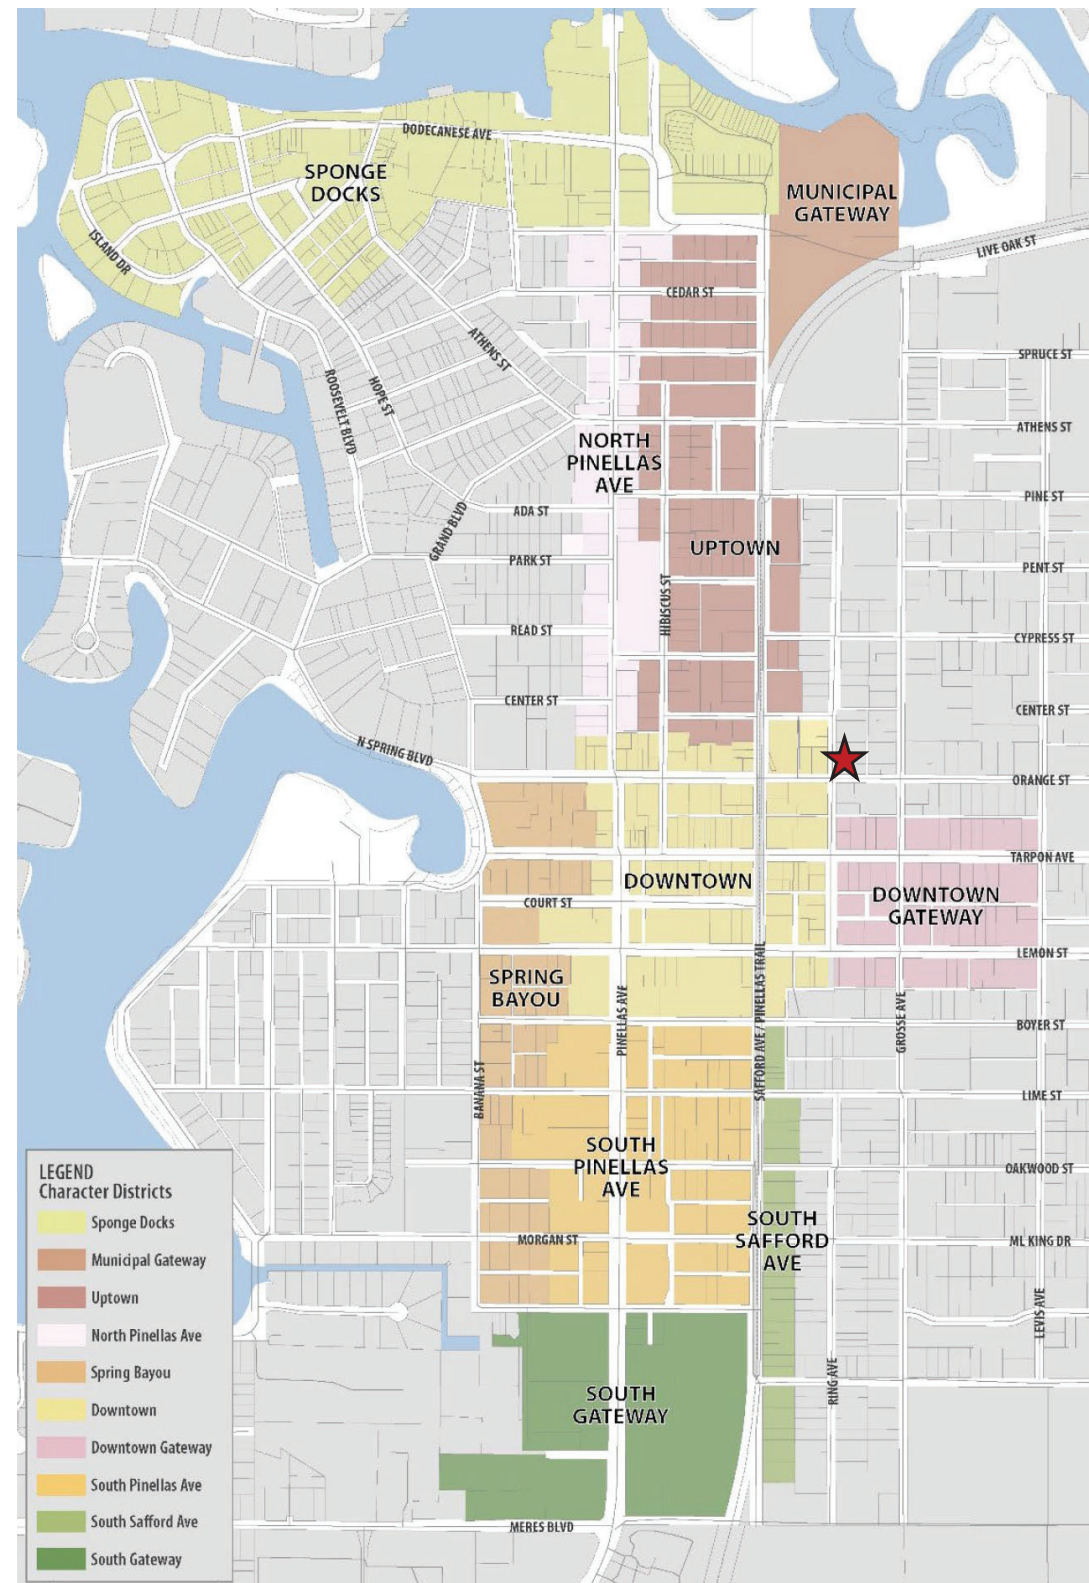 DODECANESE AVE
SPONGE
DOCKS
MUNICIPAL
GATEWAY
ISLAND DR
LIVE OAK ST
CEDAR ST
ATHENS ST
SPRUCE ST
ROOSEVELT BLVD
HOPE ST
ATHENS ST
NORTH
PINELLAS
AVE
GRAND BLVD
ADA ST
PINE ST
UPTOWN
PARK ST
PENT ST
HIBISCUS ST
READ ST
CYPRESS ST
CENTER ST
CENTER ST
N SPRING BLVD
ORANGE ST
TARPON AVE
DOWNTOWN
DOWNTOWN
GATEWAY
COURT ST
LEMON ST
SPRING
BAYOU
PINELLAS AVE
SAFFORD AVE / PINELLAS TRAIL
GROSSE AVE
BOYER ST
BANANA ST
LIME ST
SOUTH
PINELLAS
AVE
OAKWOOD ST
SOUTH
SAFFORD
AVE
MORGAN ST
ML KING DR
LEVIS AVE
RING AVE
SOUTH
GATEWAY
MERES BLVD
LEGEND
Character Districts
Sponge Docks
Municipal Gateway
Uptown
North Pinellas Ave
Spring Bayou
Downtown
Downtown Gateway
South Pinellas Ave
South Safford Ave
South Gateway